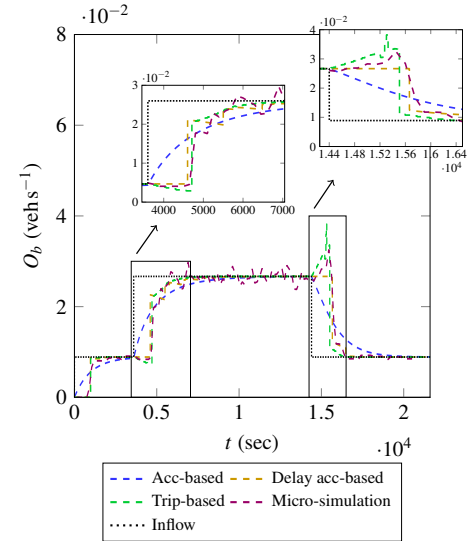 ·10⁻²
8
6
4
2
0
O_b (veh s⁻¹)
·10⁻²
3
2
1
0
4000 5000 6000 7000
·10⁻²
4
3
2
1
0
1.44 1.48 1.52 1.56 1.6 1.64
·10⁴
0 0.5 1 1.5 2
·10⁴
t (sec)
Acc-based Delay acc-based
Trip-based Micro-simulation
Inflow